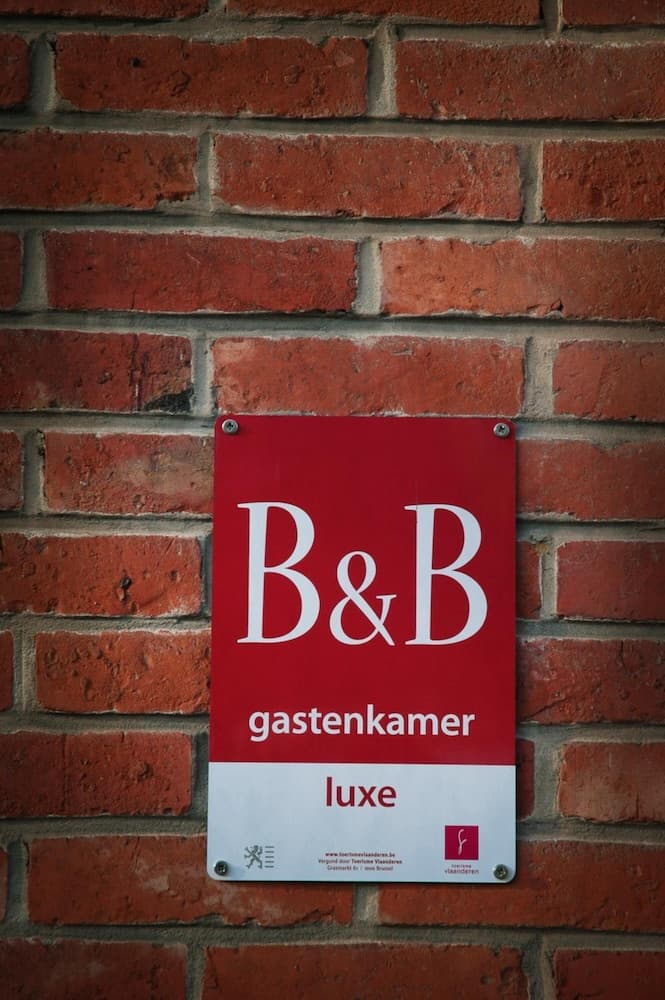 B&B
gastenkamer
luxe
www.toerismevlaanderen.be
Vergund door Toerisme Vlaanderen
Grasmarkt 61 | 1000 Brussel
toerisme
vlaanderen